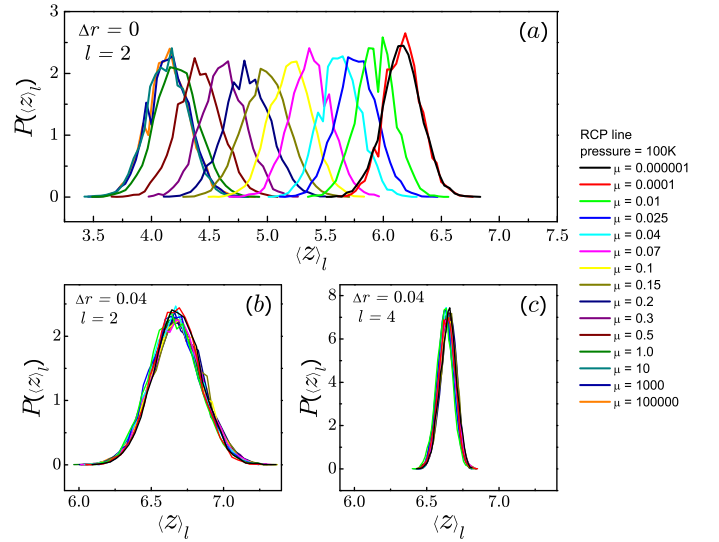 Δr = 0
l = 2
(a)
P(⟨z⟩l)
3
2
1
0
3.5 4.0 4.5 5.0 5.5 6.0 6.5 7.0 7.5
⟨z⟩l
Δr = 0.04
l = 2
(b)
P(⟨z⟩l)
2
1
0
6.0 6.5 7.0
⟨z⟩l
Δr = 0.04
l = 4
(c)
P(⟨z⟩l)
8
6
4
2
0
6.0 6.5 7.0
⟨z⟩l
RCP line
pressure = 100K
μ = 0.000001
μ = 0.0001
μ = 0.01
μ = 0.025
μ = 0.04
μ = 0.07
μ = 0.1
μ = 0.15
μ = 0.2
μ = 0.3
μ = 0.5
μ = 1.0
μ = 10
μ = 1000
μ = 100000